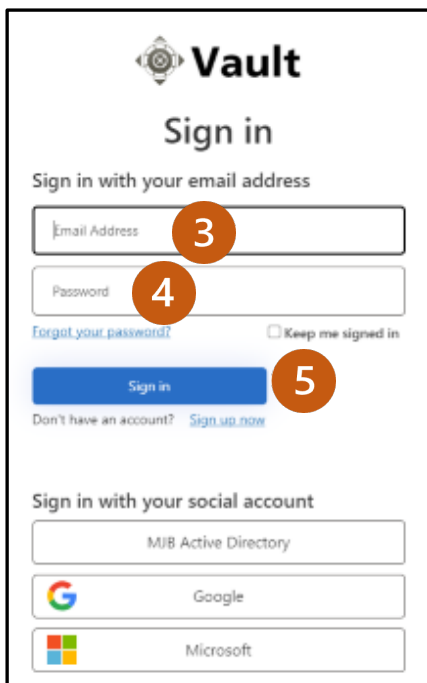 Vault
Sign in
Sign in with your email address
Email Address 3
Password 4
Forgot your password? Keep me signed in
Sign in 5
Don't have an account? Sign up now
Sign in with your social account
MJB Active Directory
Google
Microsoft